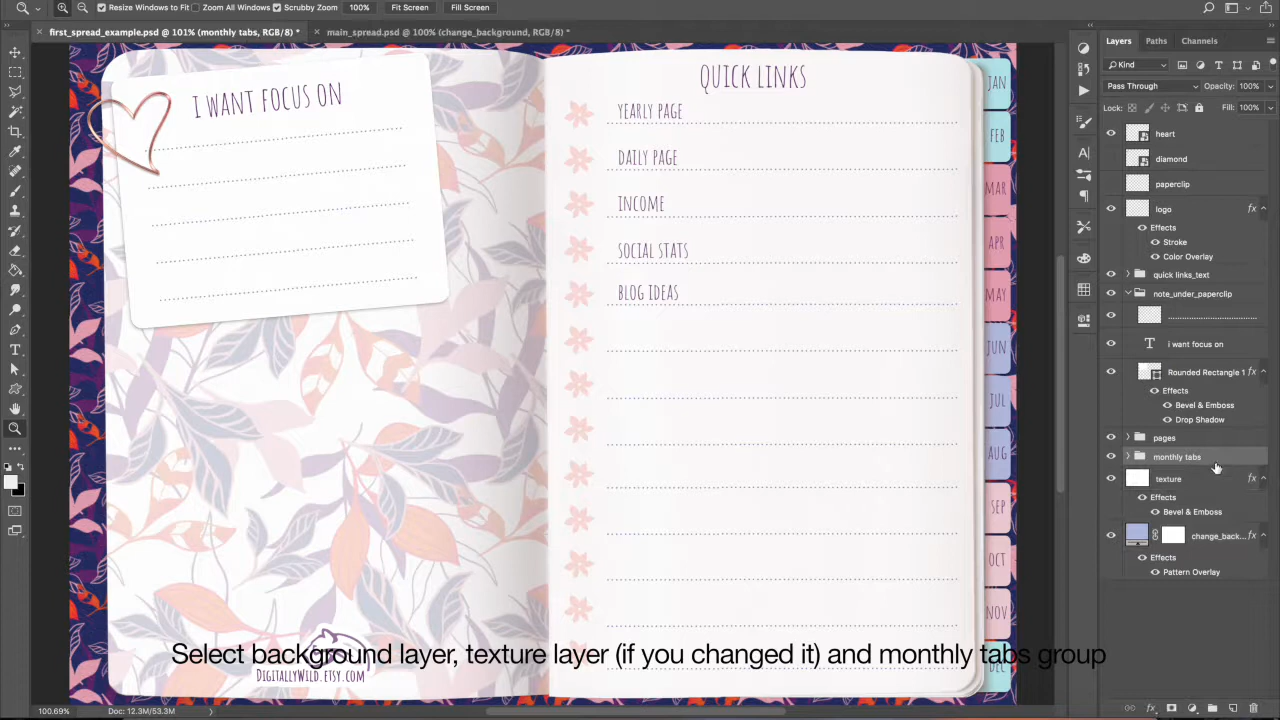 Resize Windows to Fit Zoom All Windows Scrubby Zoom 100% Fit Screen Fill Screen
first_spread_example.psd @ 101% (monthly tabs, RGB/8) * main_spread.psd @ 100% (change_background, RGB/8) *
I WANT FOCUS ON
QUICK LINKS
YEARLY PAGE
DAILY PAGE
INCOME
SOCIAL STATS
BLOG IDEAS
JAN
FEB
MAR
APR
MAY
JUN
JUL
AUG
SEP
OCT
NOV
DEC
DIGITALLYWILD.ETSY.COM
Select background layer, texture layer (if you changed it) and monthly tabs group
Layers Paths Channels
Kind
Pass Through Opacity: 100%
Lock: Fill: 100%
heart
diamond
paperclip
logo fx
Effects
Stroke
Color Overlay
quick links_text
note_under_paperclip
i want focus on
Rounded Rectangle 1 fx
Effects
Bevel & Emboss
Drop Shadow
pages
monthly tabs
texture fx
Effects
Bevel & Emboss
change_back... fx
Effects
Pattern Overlay
100.69% Doc: 12.3M/53.3M